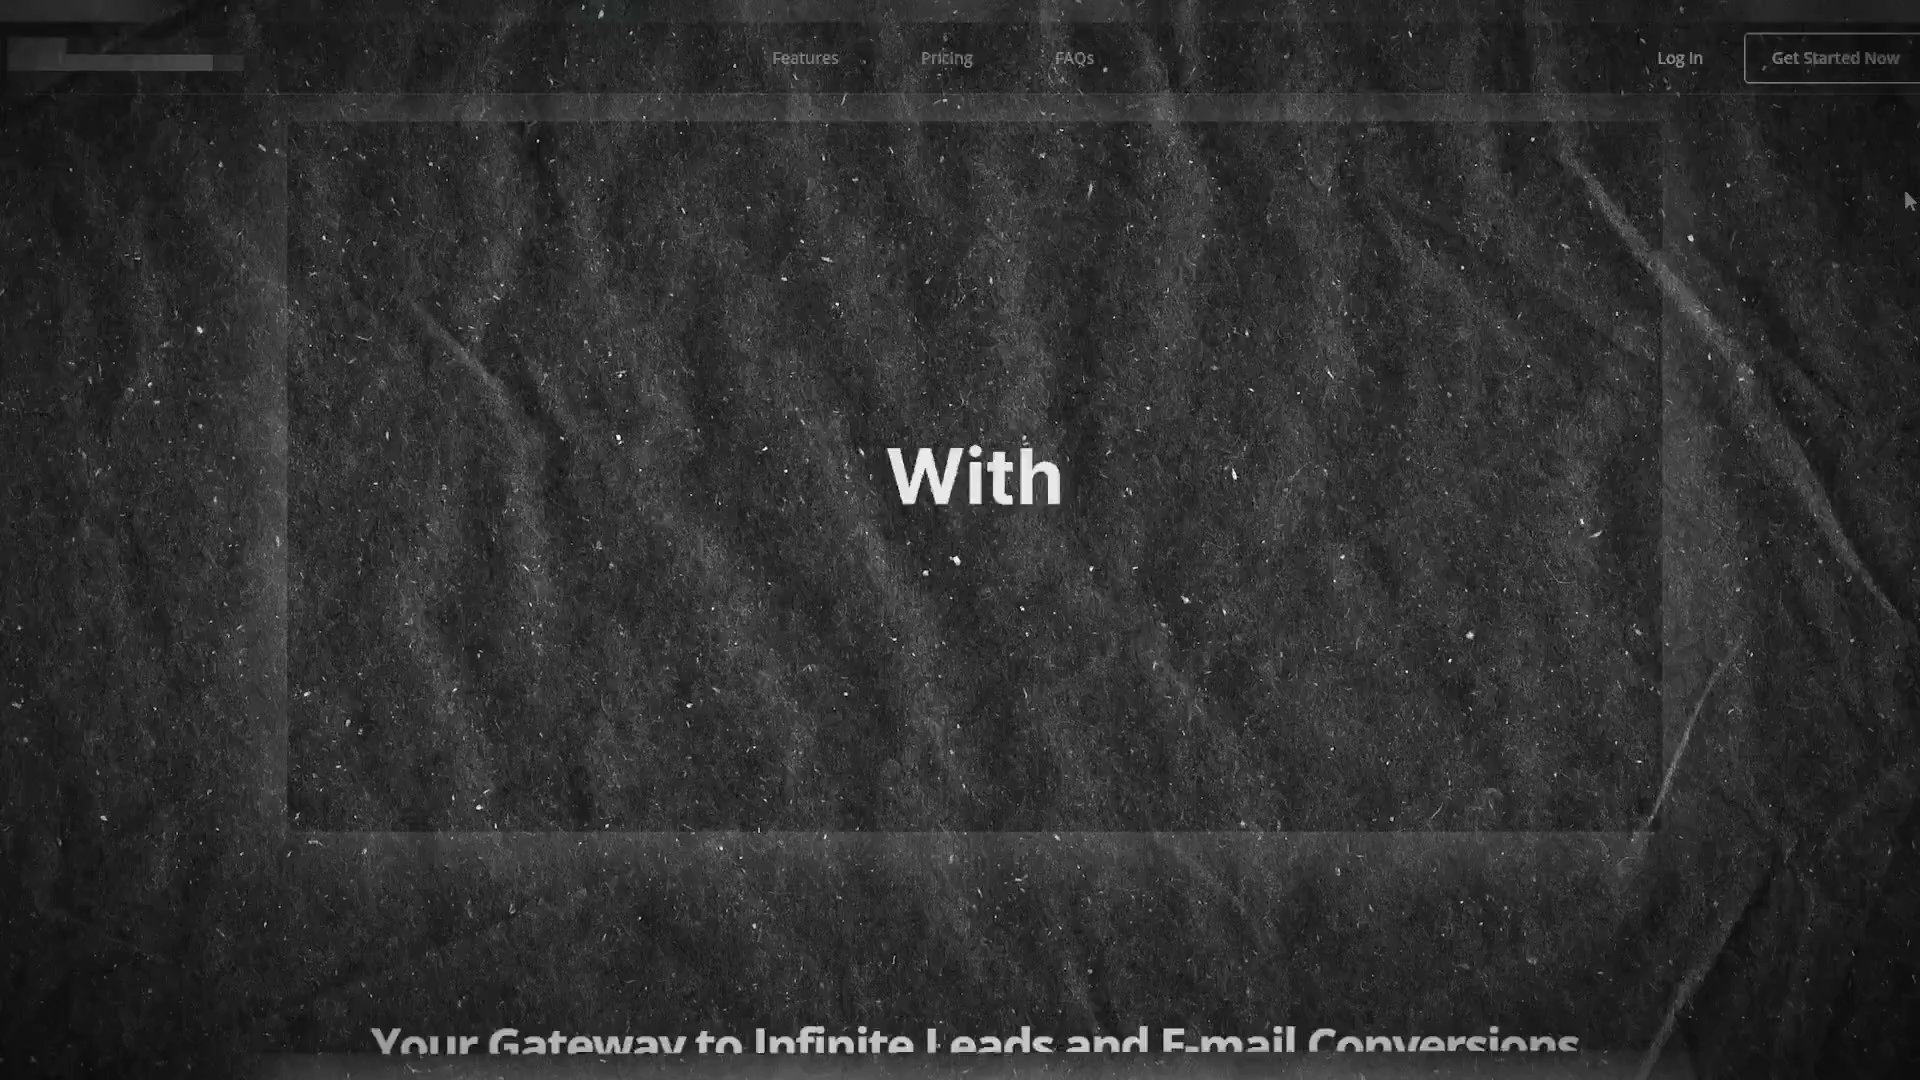 Features Pricing FAQs Log In Get Started Now
With
Your Gateway to Infinite Leads and E-mail Conversions